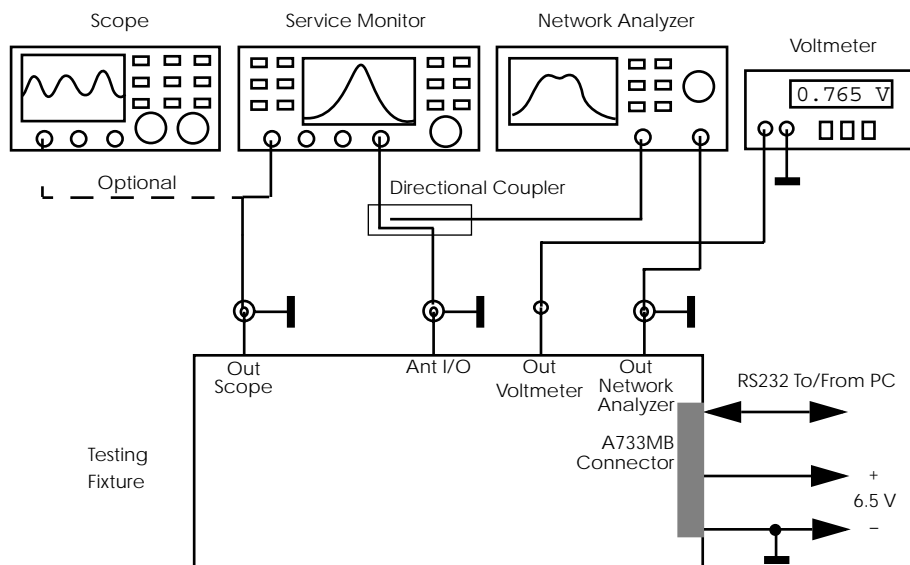 Scope
Service Monitor
Network Analyzer
Voltmeter
0.765 V
Optional
Directional Coupler
Out
Scope
Ant I/O
Out
Voltmeter
Out
Network
Analyzer
RS232 To/From PC
A733MB
Connector
Testing
Fixture
+
6.5 V
−